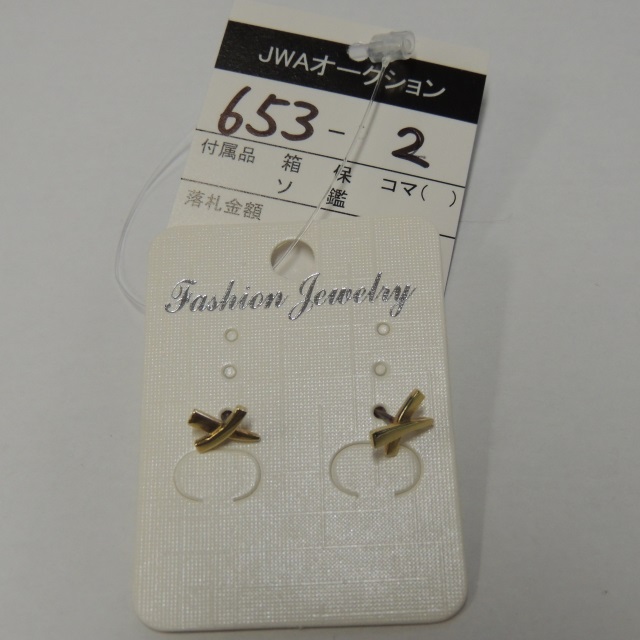 JWAオークション
653-2
付属品 箱 保
ソ 鑑 コマ( )
落札金額
Fashion Jewelry